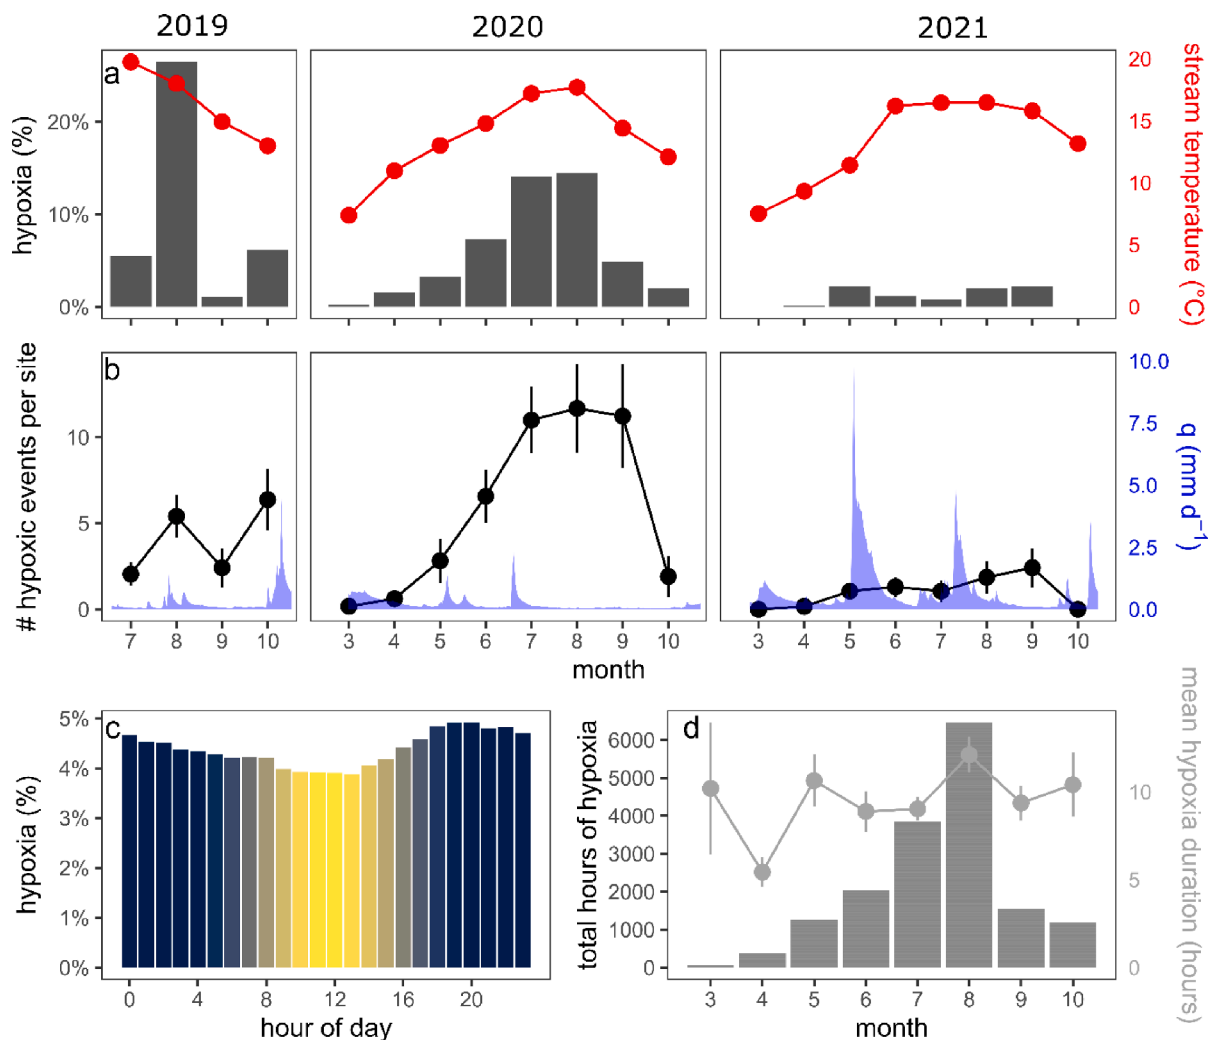 2019 2020 2021
a
hypoxia (%)
20%
10%
0%
stream temperature (°C)
20
15
10
5
0
b
# hypoxic events per site
10
5
0
q (mm d⁻¹)
10.0
7.5
5.0
2.5
0.0
7 8 9 10 3 4 5 6 7 8 9 10 3 4 5 6 7 8 9 10
month
c
hypoxia (%)
5%
4%
3%
2%
1%
0%
0 4 8 12 16 20
hour of day
d
total hours of hypoxia
6000
5000
4000
3000
2000
1000
0
mean hypoxia duration (hours)
10
5
0
3 4 5 6 7 8 9 10
month